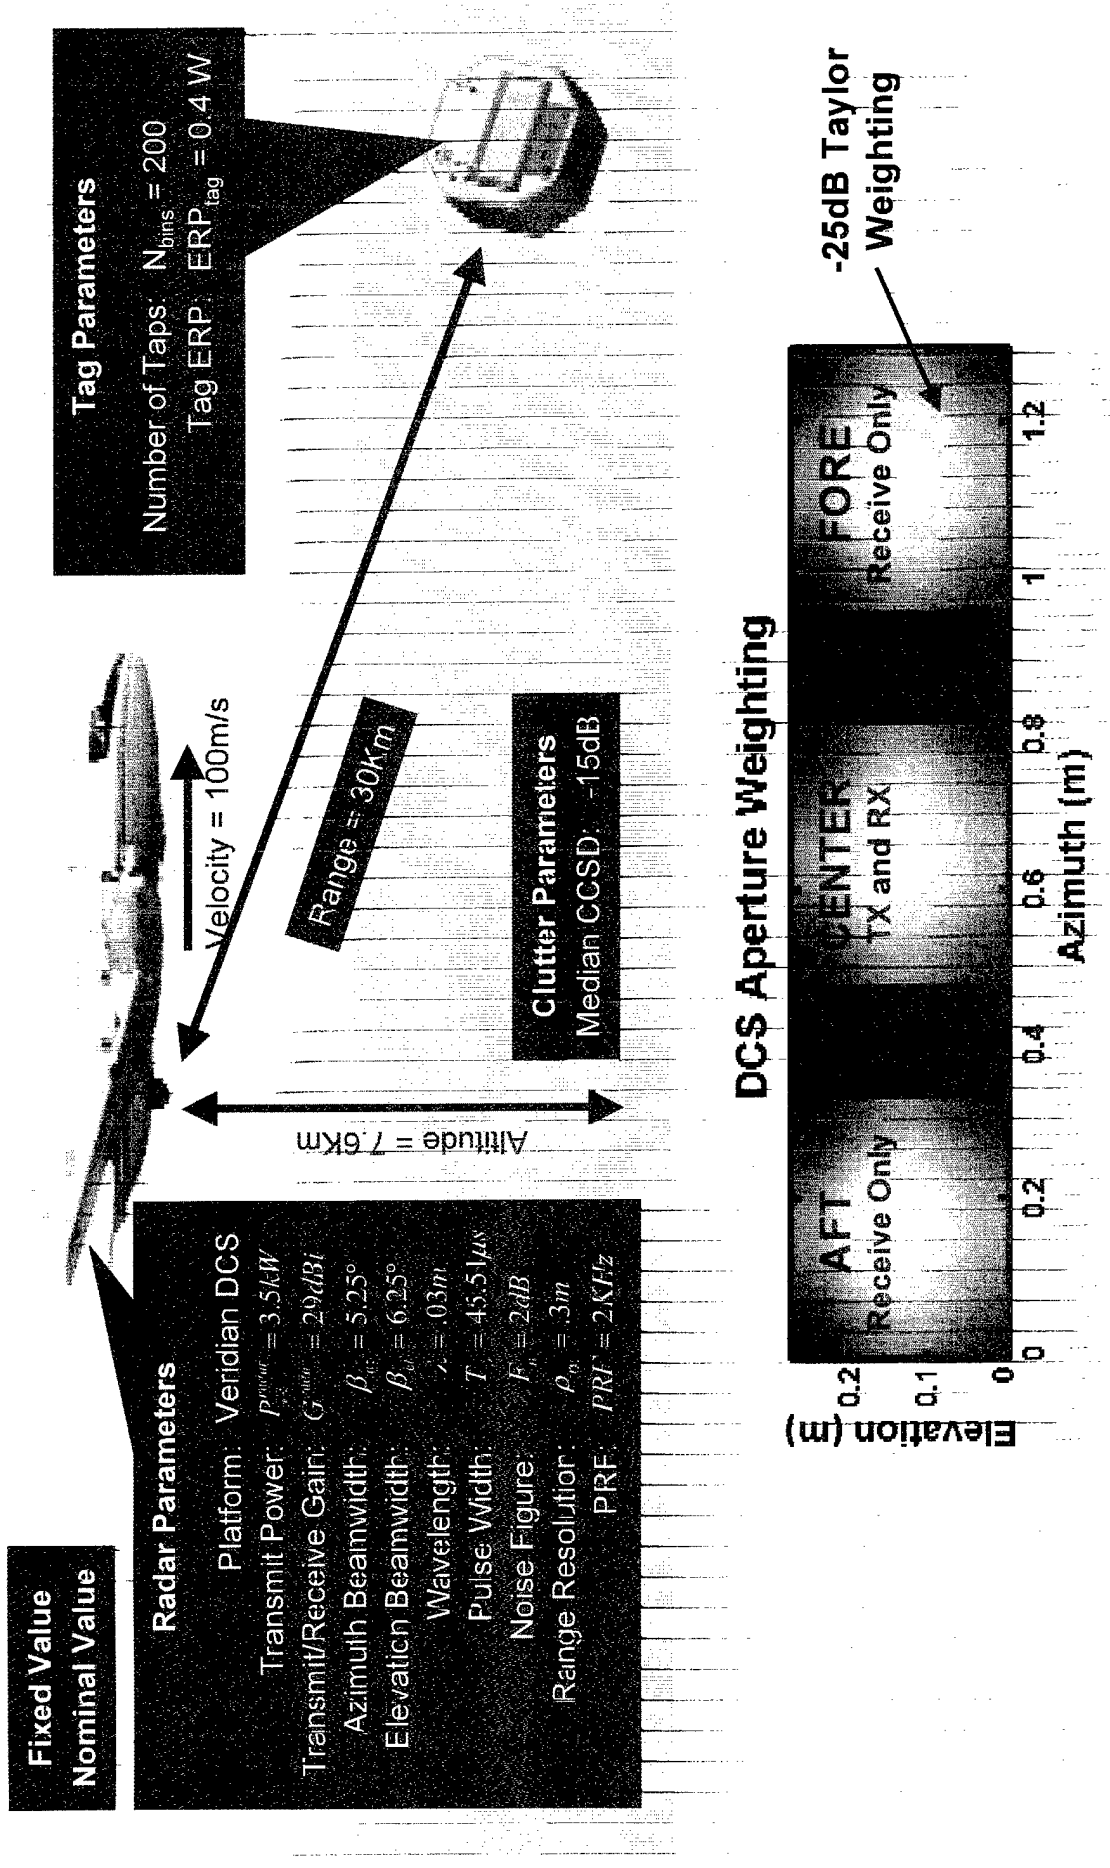 Fixed Value
Nominal Value
Radar Parameters
Platform: Veridian DCS
Transmit Power: = 3.5kW
Transmit/Receive Gain: = 29dBi
Azimuth Beamwidth: = 5.25°
Elevation Beamwidth: = 6.25°
Wavelength: = .03m
Pulse Width: T = 45.51μs
Noise Figure: = 2dB
Range Resolution: = .3m
PRF: PRF = 2KHz
Velocity = 100m/s
Altitude = 7.6Km
Range = 30Km
Clutter Parameters
Median CCSD: -15dB
Tag Parameters
Number of Taps: Nbins = 200
Tag ERP: ERPtag = 0.4 W
DCS Aperture Weighting
-25dB Taylor
Weighting
AFT
Receive Only
CENTER
TX and RX
FORE
Receive Only
Elevation (m)
0.2
0.1
0
0 0.2 0.4 0.6 0.8 1 1.2
Azimuth (m)